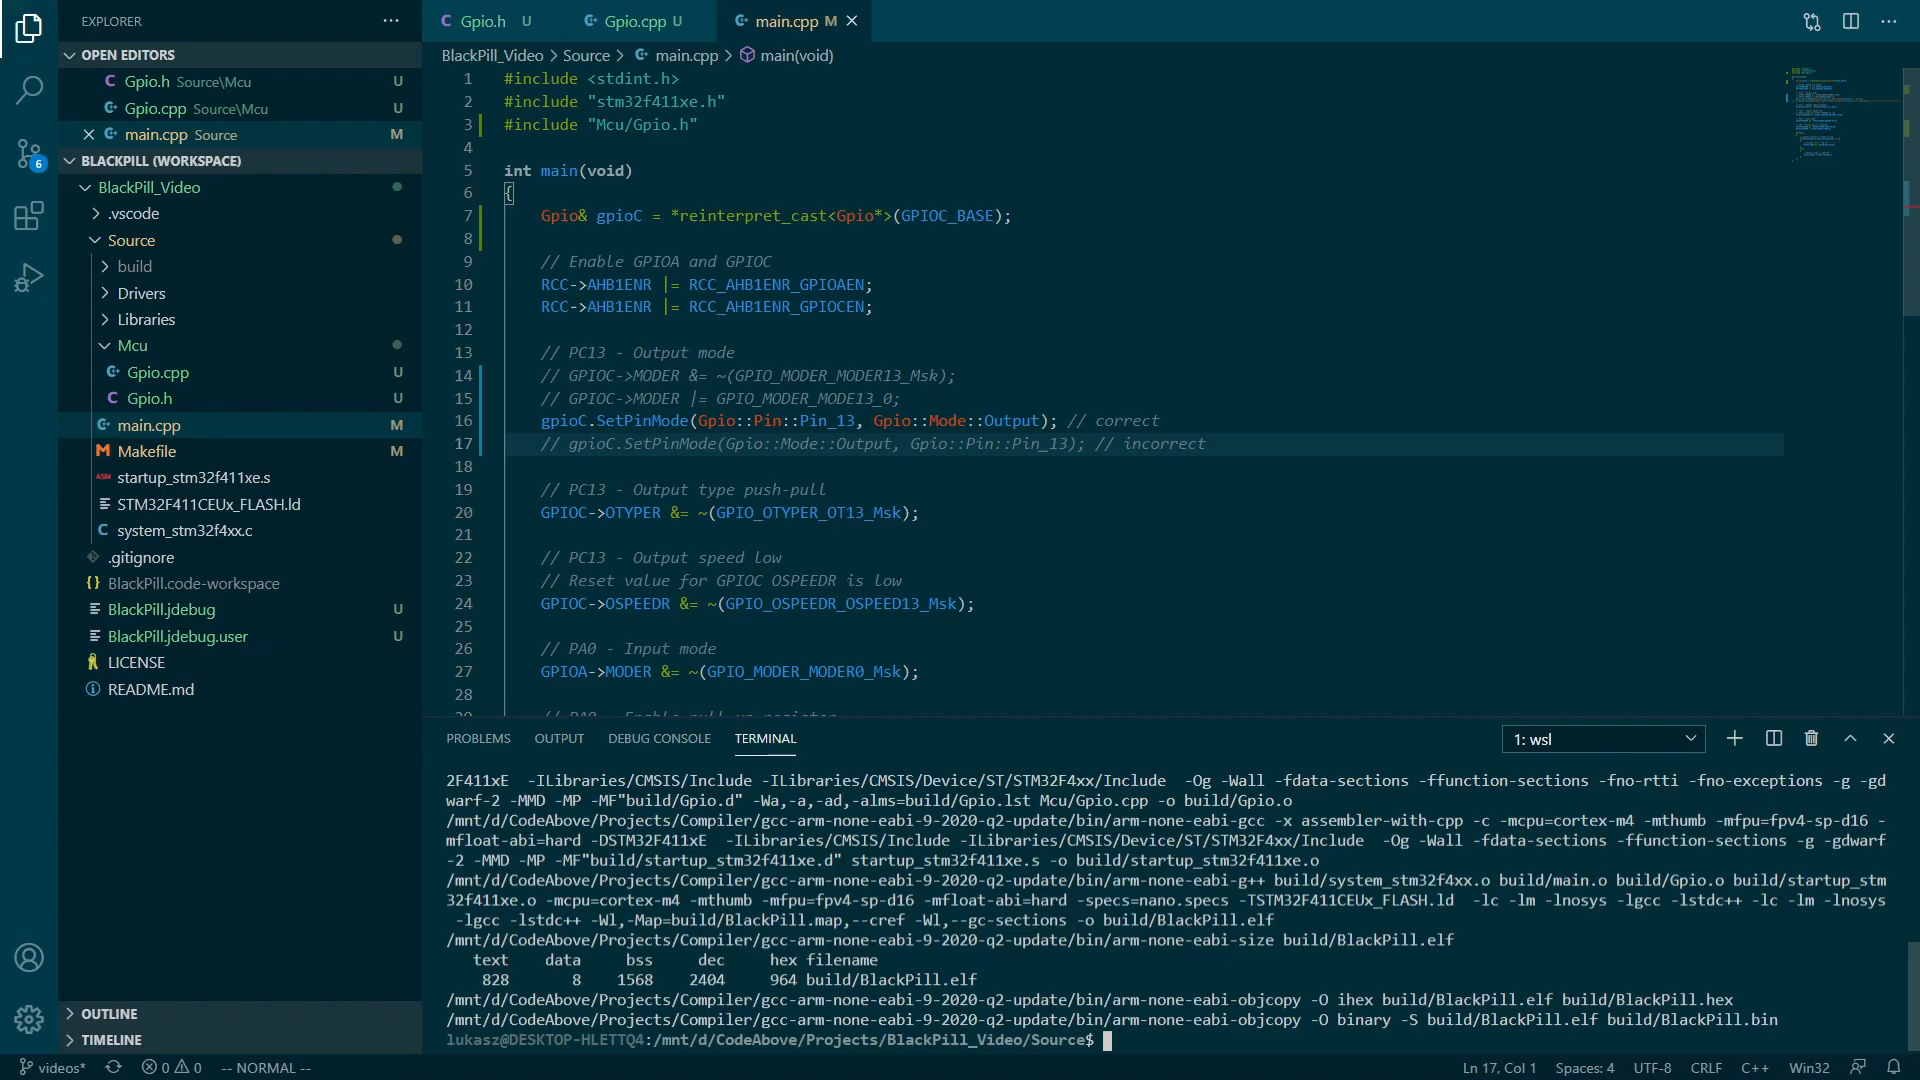 EXPLORER
OPEN EDITORS
Gpio.h Source\Mcu U
Gpio.cpp Source\Mcu U
main.cpp Source M
BLACKPILL (WORKSPACE)
BlackPill_Video
.vscode
Source
build
Drivers
Libraries
Mcu
Gpio.cpp U
Gpio.h U
main.cpp M
Makefile M
ASM startup_stm32f411xe.s
STM32F411CEUx_FLASH.ld
C system_stm32f4xx.c
.gitignore
{} BlackPill.code-workspace
BlackPill.jdebug U
BlackPill.jdebug.user U
LICENSE
README.md
OUTLINE
TIMELINE
6
Gpio.h U
Gpio.cpp U
main.cpp M
BlackPill_Video > Source > main.cpp > main(void)
1 #include <stdint.h>
2 #include "stm32f411xe.h"
3 #include "Mcu/Gpio.h"
4
5 int main(void)
6 {
7 Gpio& gpioC = *reinterpret_cast<Gpio*>(GPIOC_BASE);
8
9 // Enable GPIOA and GPIOC
10 RCC->AHB1ENR |= RCC_AHB1ENR_GPIOAEN;
11 RCC->AHB1ENR |= RCC_AHB1ENR_GPIOCEN;
12
13 // PC13 - Output mode
14 // GPIOC->MODER &= ~(GPIO_MODER_MODER13_Msk);
15 // GPIOC->MODER |= GPIO_MODER_MODE13_0;
16 gpioC.SetPinMode(Gpio::Pin::Pin_13, Gpio::Mode::Output); // correct
17 // gpioC.SetPinMode(Gpio::Mode::Output, Gpio::Pin::Pin_13); // incorrect
18
19 // PC13 - Output type push-pull
20 GPIOC->OTYPER &= ~(GPIO_OTYPER_OT13_Msk);
21
22 // PC13 - Output speed low
23 // Reset value for GPIOC OSPEEDR is low
24 GPIOC->OSPEEDR &= ~(GPIO_OSPEEDR_OSPEED13_Msk);
25
26 // PA0 - Input mode
27 GPIOA->MODER &= ~(GPIO_MODER_MODER0_Msk);
28
PROBLEMS OUTPUT DEBUG CONSOLE TERMINAL 1: wsl
2F411xE -ILibraries/CMSIS/Include -ILibraries/CMSIS/Device/ST/STM32F4xx/Include -Og -Wall -fdata-sections -ffunction-sections -fno-rtti -fno-exceptions -g -gd
warf-2 -MMD -MP -MF"build/Gpio.d" -Wa,-a,-ad,-alms=build/Gpio.lst Mcu/Gpio.cpp -o build/Gpio.o
/mnt/d/CodeAbove/Projects/Compiler/gcc-arm-none-eabi-9-2020-q2-update/bin/arm-none-eabi-gcc -x assembler-with-cpp -c -mcpu=cortex-m4 -mthumb -mfpu=fpv4-sp-d16 -
mfloat-abi=hard -DSTM32F411xE -ILibraries/CMSIS/Include -ILibraries/CMSIS/Device/ST/STM32F4xx/Include -Og -Wall -fdata-sections -ffunction-sections -g -gdwarf
-2 -MMD -MP -MF"build/startup_stm32f411xe.d" startup_stm32f411xe.s -o build/startup_stm32f411xe.o
/mnt/d/CodeAbove/Projects/Compiler/gcc-arm-none-eabi-9-2020-q2-update/bin/arm-none-eabi-g++ build/system_stm32f4xx.o build/main.o build/Gpio.o build/startup_stm
32f411xe.o -mcpu=cortex-m4 -mthumb -mfpu=fpv4-sp-d16 -mfloat-abi=hard -specs=nano.specs -TSTM32F411CEUx_FLASH.ld -lc -lm -lnosys -lgcc -lstdc++ -lc -lm -lnosys
-lgcc -lstdc++ -Wl,-Map=build/BlackPill.map,--cref -Wl,--gc-sections -o build/BlackPill.elf
/mnt/d/CodeAbove/Projects/Compiler/gcc-arm-none-eabi-9-2020-q2-update/bin/arm-none-eabi-size build/BlackPill.elf
text data bss dec hex filename
828 8 1568 2404 964 build/BlackPill.elf
/mnt/d/CodeAbove/Projects/Compiler/gcc-arm-none-eabi-9-2020-q2-update/bin/arm-none-eabi-objcopy -O ihex build/BlackPill.elf build/BlackPill.hex
/mnt/d/CodeAbove/Projects/Compiler/gcc-arm-none-eabi-9-2020-q2-update/bin/arm-none-eabi-objcopy -O binary -S build/BlackPill.elf build/BlackPill.bin
lukasz@DESKTOP-HLETTQ4:/mnt/d/CodeAbove/Projects/BlackPill_Video/Source$
videos* 0 0 -- NORMAL -- Ln 17, Col 1 Spaces: 4 UTF-8 CRLF C++ Win32